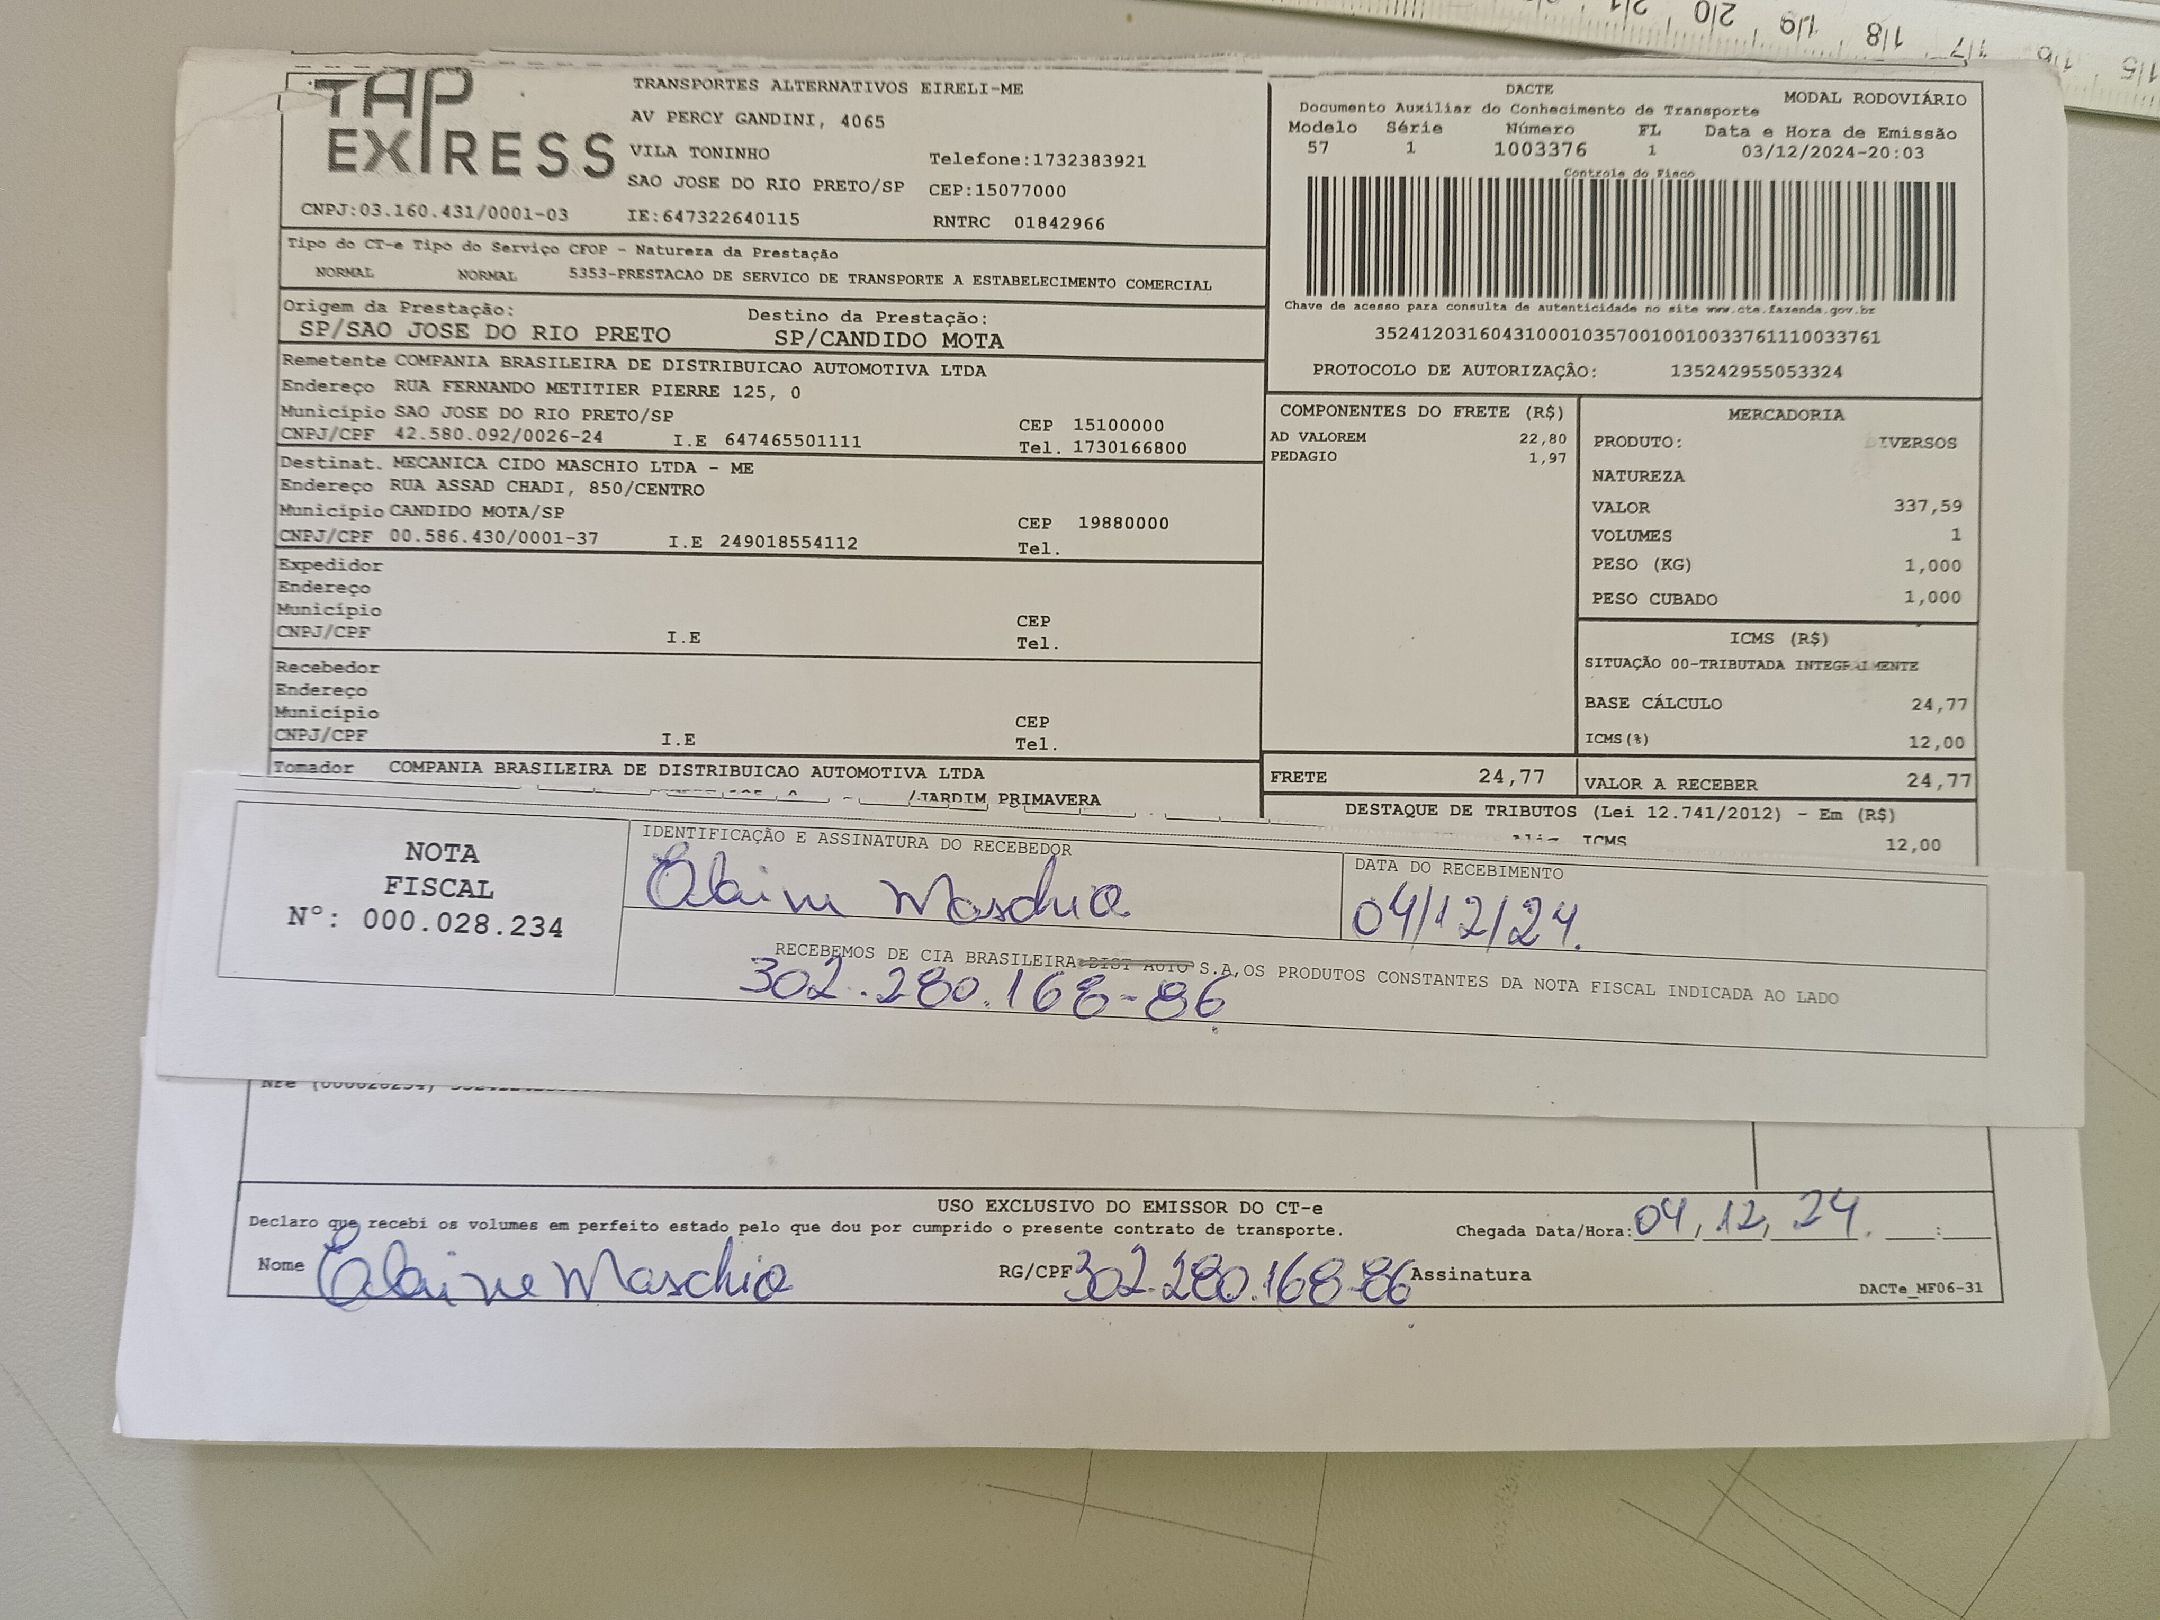 TAP
EXPRESS
TRANSPORTES ALTERNATIVOS EIRELI-ME
AV PERCY GANDINI, 4065
VILA TONINHO
Telefone:1732383921
SAO JOSE DO RIO PRETO/SP CEP:15077000
CNPJ:03.160.431/0001-03 IE:647322640115 RNTRC 01842966
DACTE
MODAL RODOVIÁRIO
Documento Auxiliar do Conhecimento de Transporte
Modelo Série Número FL Data e Hora de Emissão
57 1 1003376 1 03/12/2024-20:03
Controle do Fisco
Chave de acesso para consulta de autenticidade no site www.cte.fazenda.gov.br
35241203160431000103570010010033761110033761
PROTOCOLO DE AUTORIZAÇÃO: 135242955053324
Tipo do CT-e Tipo do Serviço CFOP - Natureza da Prestação
NORMAL NORMAL 5353-PRESTACAO DE SERVICO DE TRANSPORTE A ESTABELECIMENTO COMERCIAL
Origem da Prestação: Destino da Prestação:
SP/SAO JOSE DO RIO PRETO SP/CANDIDO MOTA
Remetente COMPANIA BRASILEIRA DE DISTRIBUICAO AUTOMOTIVA LTDA
Endereço RUA FERNANDO METITIER PIERRE 125, 0
Município SAO JOSE DO RIO PRETO/SP CEP 15100000
CNPJ/CPF 42.580.092/0026-24 I.E 647465501111 Tel. 1730166800
Destinat. MECANICA CIDO MASCHIO LTDA - ME
Endereço RUA ASSAD CHADI, 850/CENTRO
Município CANDIDO MOTA/SP CEP 19880000
CNPJ/CPF 00.586.430/0001-37 I.E 249018554112 Tel.
Expedidor
Endereço
Município CEP
CNPJ/CPF I.E Tel.
Recebedor
Endereço
Município CEP
CNPJ/CPF I.E Tel.
Tomador COMPANIA BRASILEIRA DE DISTRIBUICAO AUTOMOTIVA LTDA
/JARDIM PRIMAVERA
COMPONENTES DO FRETE (R$)
AD VALOREM 22,80
PEDAGIO 1,97
FRETE 24,77
MERCADORIA
PRODUTO: DIVERSOS
NATUREZA
VALOR 337,59
VOLUMES 1
PESO (KG) 1,000
PESO CUBADO 1,000
ICMS (R$)
SITUAÇÃO 00-TRIBUTADA INTEGRALMENTE
BASE CÁLCULO 24,77
ICMS(%) 12,00
VALOR A RECEBER 24,77
DESTAQUE DE TRIBUTOS (Lei 12.741/2012) - Em (R$)
ICMS 12,00
NOTA
FISCAL
N°: 000.028.234
IDENTIFICAÇÃO E ASSINATURA DO RECEBEDOR
Elaine Maschio
DATA DO RECEBIMENTO
04/12/24.
RECEBEMOS DE CIA BRASILEIRA DIST AUTO S.A,OS PRODUTOS CONSTANTES DA NOTA FISCAL INDICADA AO LADO
302.280.168-86
USO EXCLUSIVO DO EMISSOR DO CT-e
Declaro que recebi os volumes em perfeito estado pelo que dou por cumprido o presente contrato de transporte. Chegada Data/Hora: 04, 12, 24.
Nome Elaine Maschio RG/CPF 302.280.168-86 Assinatura
DACTe_MF06-31
21 20 19 18 17 16 15